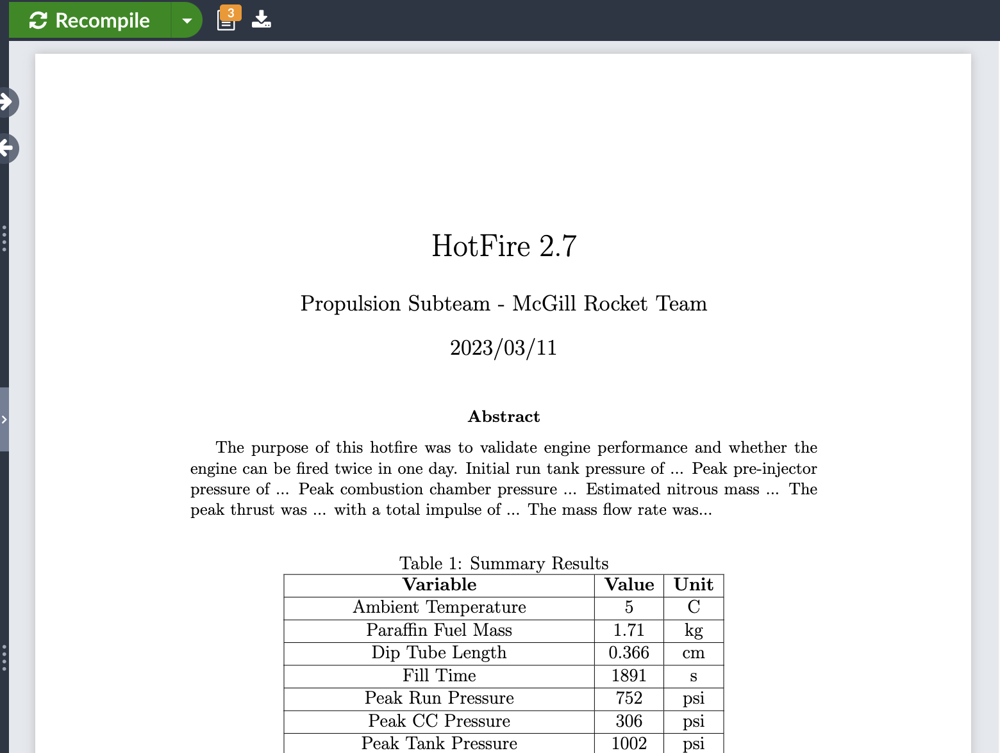 Recompile
3
HotFire 2.7
Propulsion Subteam - McGill Rocket Team
2023/03/11
Abstract
The purpose of this hotfire was to validate engine performance and whether the
engine can be fired twice in one day. Initial run tank pressure of ... Peak pre-injector
pressure of ... Peak combustion chamber pressure ... Estimated nitrous mass ... The
peak thrust was ... with a total impulse of ... The mass flow rate was...
Table 1: Summary Results
Variable Value Unit
Ambient Temperature 5 C
Paraffin Fuel Mass 1.71 kg
Dip Tube Length 0.366 cm
Fill Time 1891 s
Peak Run Pressure 752 psi
Peak CC Pressure 306 psi
Peak Tank Pressure 1002 psi